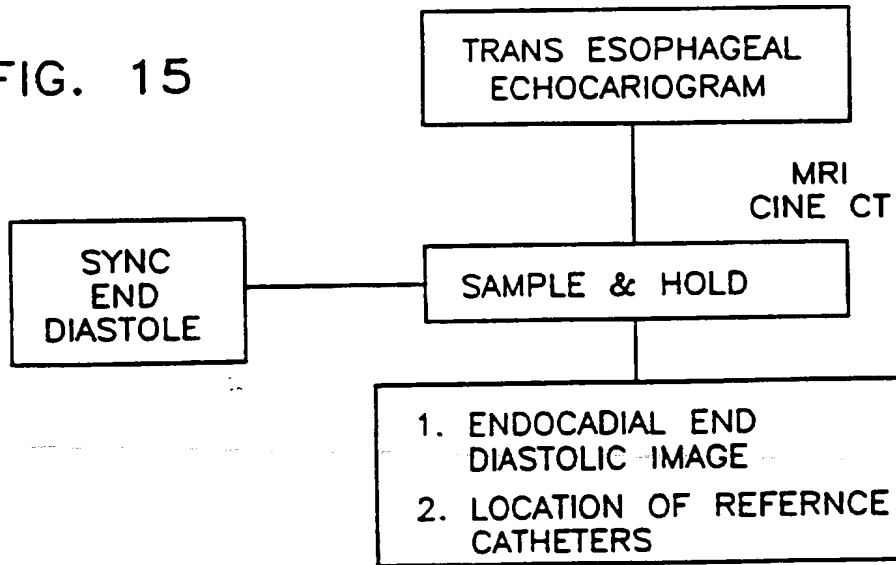 FIG. 15
TRANS ESOPHAGEAL
ECHOCARIOGRAM
MRI
CINE CT
SYNC
END
DIASTOLE
SAMPLE & HOLD
1. ENDOCADIAL END
DIASTOLIC IMAGE
2. LOCATION OF REFERNCE
CATHETERS